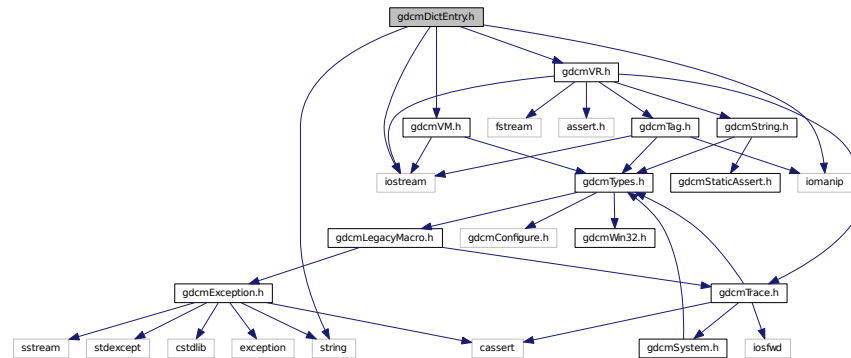 gdcmDictEntry.h
gdcmVR.h
gdcmVM.h
fstream
assert.h
gdcmTag.h
gdcmString.h
iostream
gdcmTypes.h
gdcmStaticAssert.h
iomanip
gdcmLegacyMacro.h
gdcmConfigure.h
gdcmWin32.h
gdcmException.h
gdcmTrace.h
sstream
stdexcept
cstdlib
exception
string
cassert
gdcmSystem.h
iosfwd